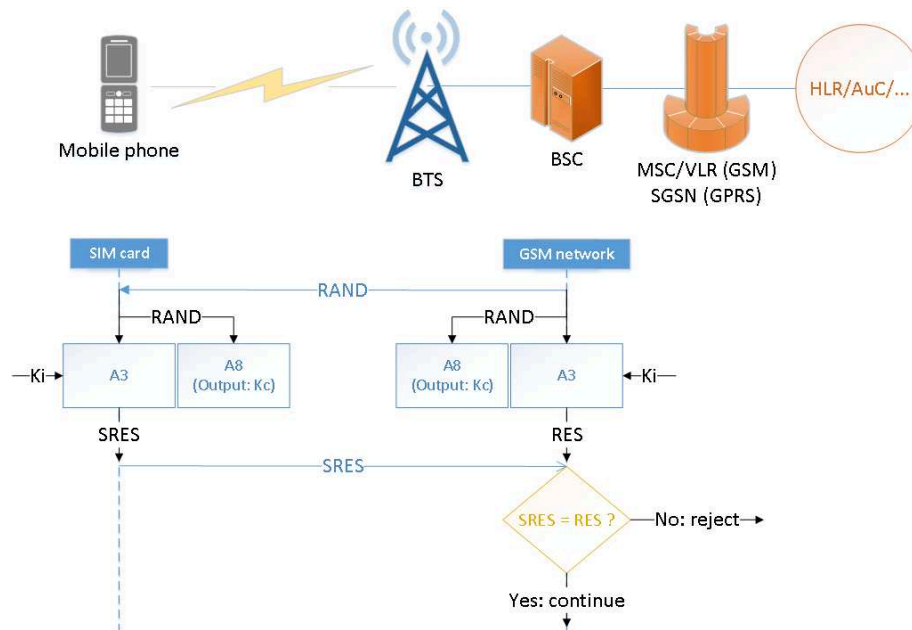 HLR/AuC/...
Mobile phone
BTS
BSC
MSC/VLR (GSM)
SGSN (GPRS)
SIM card
GSM network
RAND
RAND
RAND
Ki
A3
A8
(Output: Kc)
A8
(Output: Kc)
A3
Ki
SRES
RES
SRES
SRES = RES ?
No: reject
Yes: continue